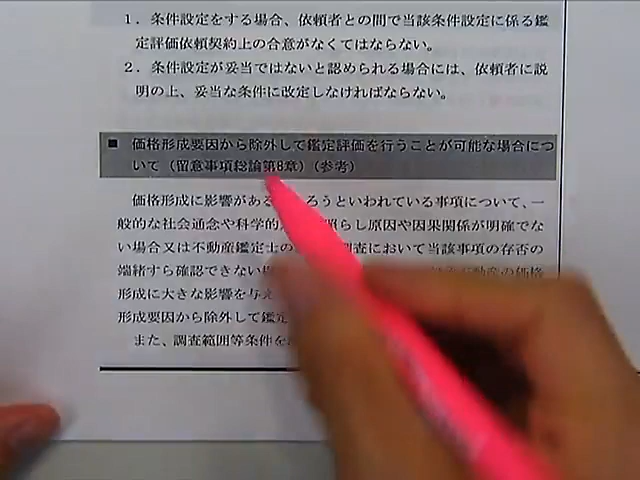 1．条件設定をする場合、依頼者との間で当該条件設定に係る鑑
定評価依頼契約上の合意がなくてはならない。
2．条件設定が妥当ではないと認められる場合には、依頼者に説
明の上、妥当な条件に改定しなければならない。
■ 価格形成要因から除外して鑑定評価を行うことが可能な場合につ
いて（留意事項総論第8章）（参考）
価格形成に影響がある ろうといわれている事項について、一
般的な社会通念や科学的 照らし原因や因果関係が明確でな
い場合又は不動産鑑定士の 調査において当該事項の存否の
端緒すら確認できない 不動産の価格
形成に大きな影響を与
形成要因から除外して鑑定
また、調査範囲等条件を